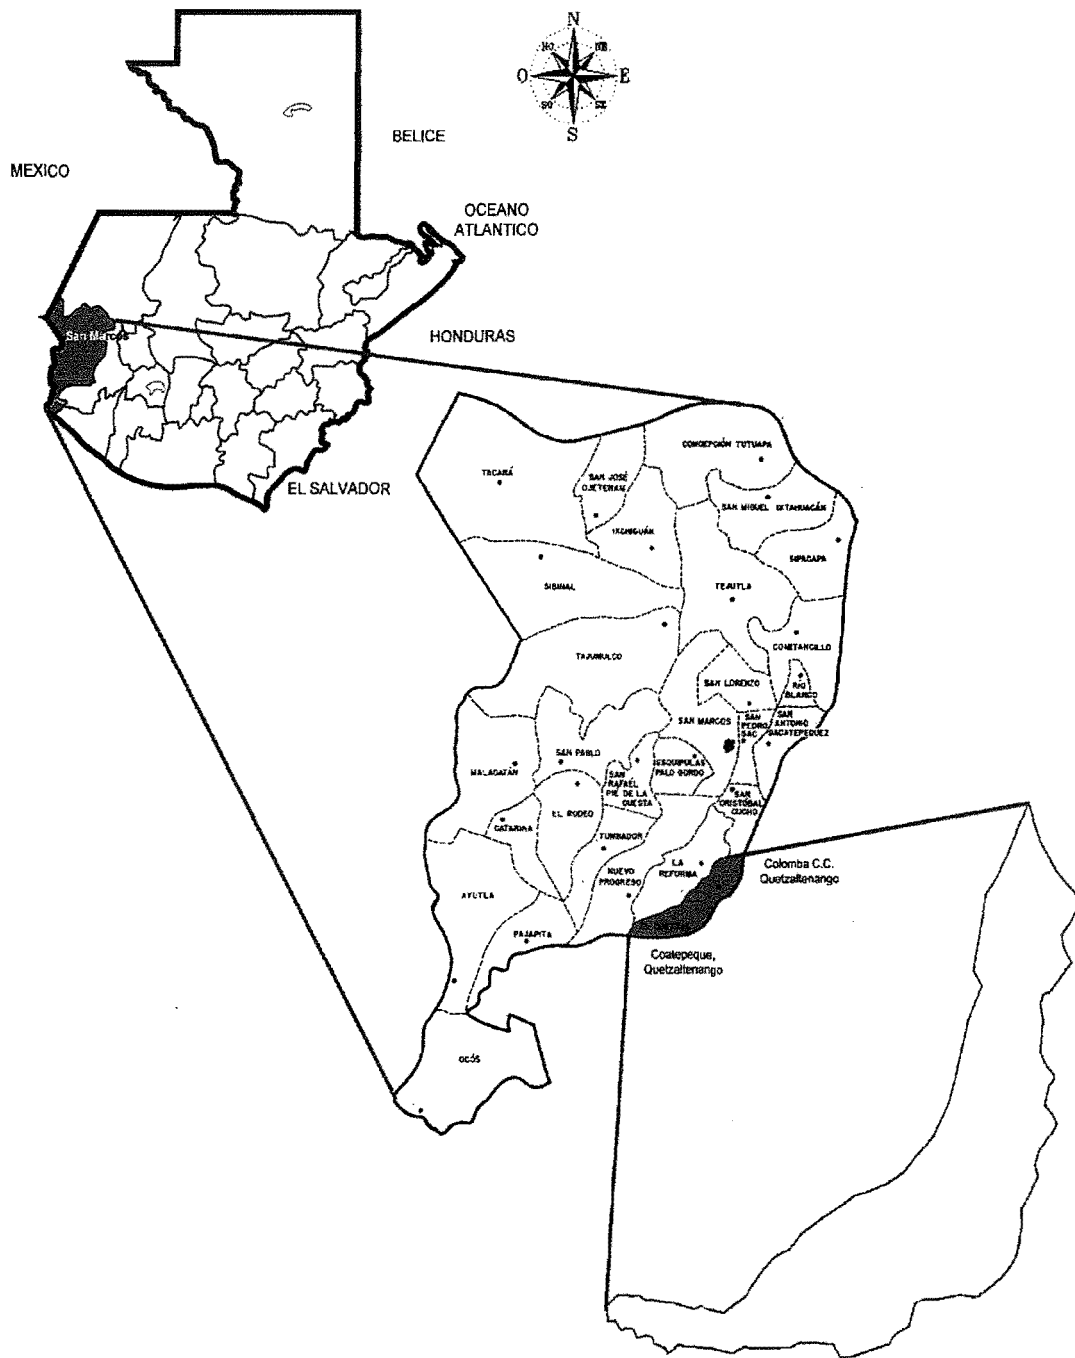 N
NO
NE
O
E
SO
SE
S
BELICE
MEXICO
OCEANO
ATLANTICO
HONDURAS
San Marcos
EL SALVADOR
CONCEPCIÓN TUTUAPA
TACANÁ
SAN JOSÉ
OJETENAM
SAN MIGUEL IXTAHUACÁN
IXCHIGUÁN
SIPACAPA
SIBINAL
TEJUTLA
COMITANCILLO
TAJUMULCO
SAN LORENZO
RIO
BLANCO
SAN MARCOS
SAN
PEDRO
SAC
SAN
ANTONIO
SACATEPEQUEZ
SAN PABLO
MALACATÁN
ESQUIPULAS
PALO GORDO
SAN
RAFAEL
PIE DE LA
CUESTA
SAN
CRISTÓBAL
CUCHO
EL RODEO
CATARINA
TUMBADOR
LA
REFORMA
NUEVO
PROGRESO
Colomba C.C.
Quetzaltenango
AYUTLA
PAJAPITA
Coatepeque,
Quetzaltenango
OCÓS